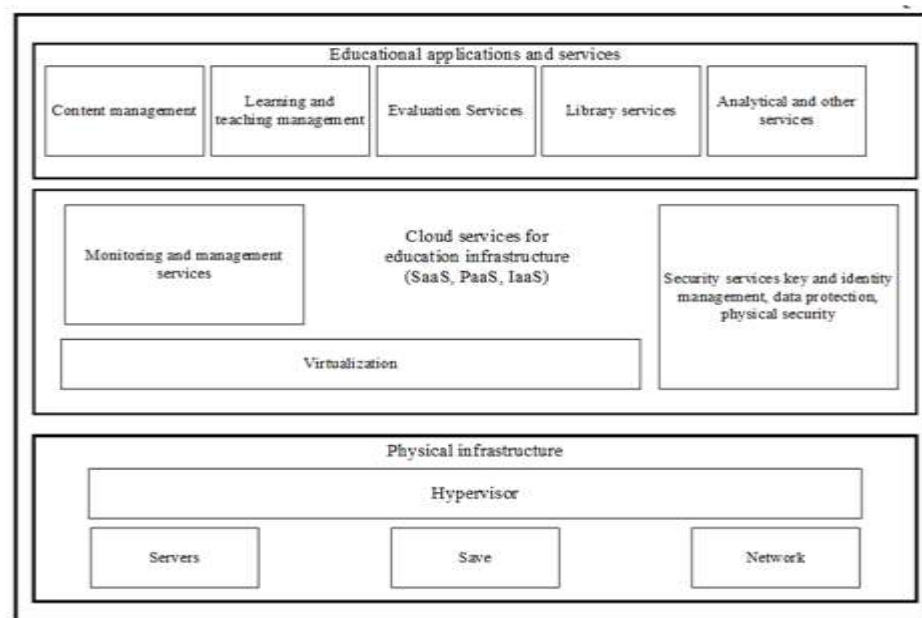 Educational applications and services
Content management
Learning and
teaching management
Evaluation Services
Library services
Analytical and other
services
Monitoring and management
services
Cloud services for
education infrastructure
(SaaS, PaaS, IaaS)
Security services key and identity
management, data protection,
physical security
Virtualization
Physical infrastructure
Hypervisor
Servers
Save
Network